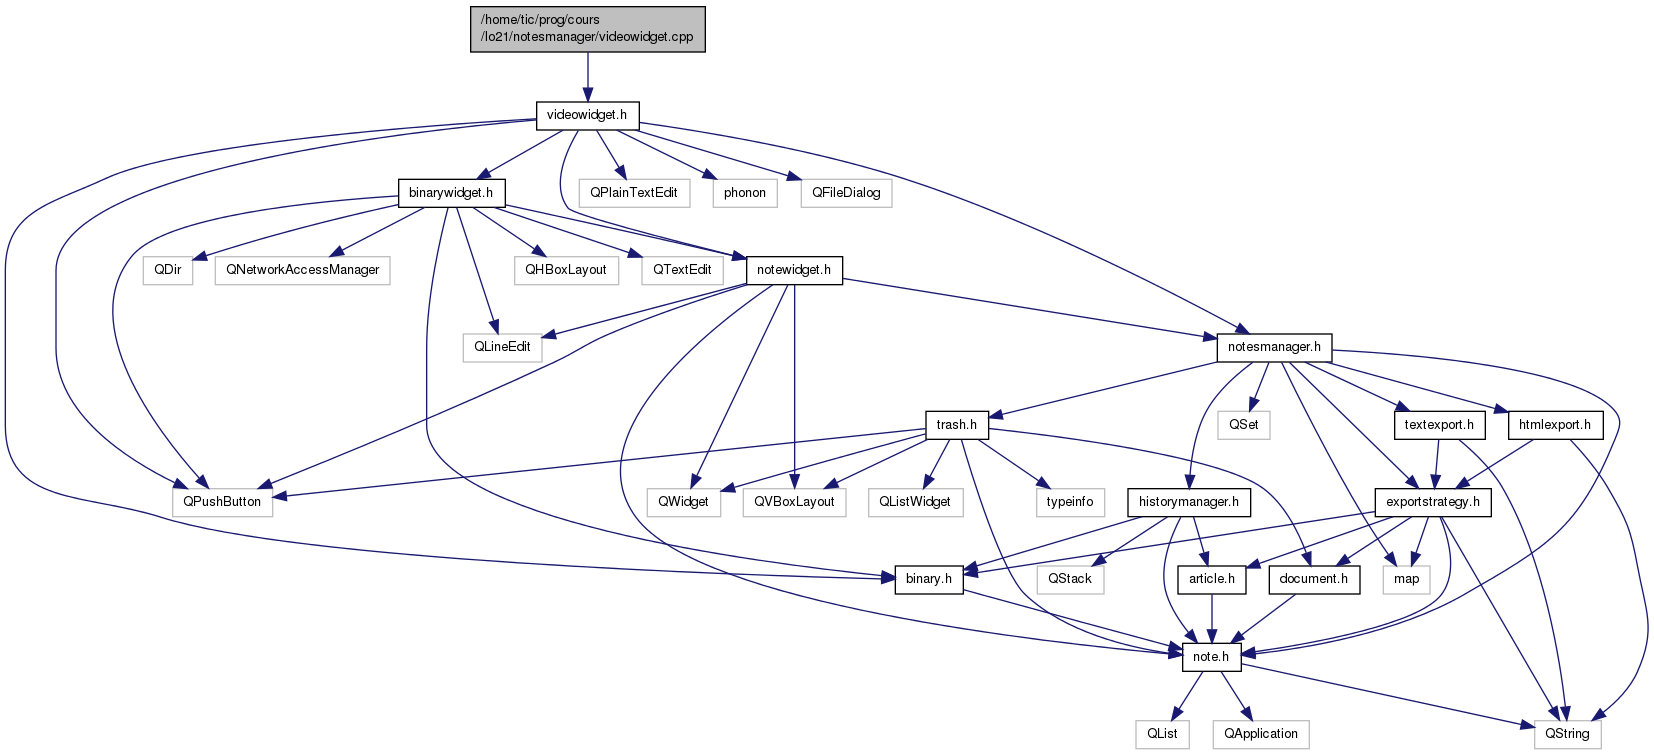 /home/tic/prog/cours
/lo21/notesmanager/videowidget.cpp
videowidget.h
binarywidget.h
QPlainTextEdit
phonon
QFileDialog
QDir
QNetworkAccessManager
QHBoxLayout
QTextEdit
notewidget.h
QLineEdit
notesmanager.h
trash.h
QSet
textexport.h
htmlexport.h
QPushButton
QWidget
QVBoxLayout
QListWidget
typeinfo
historymanager.h
exportstrategy.h
binary.h
QStack
article.h
document.h
map
note.h
QList
QApplication
QString